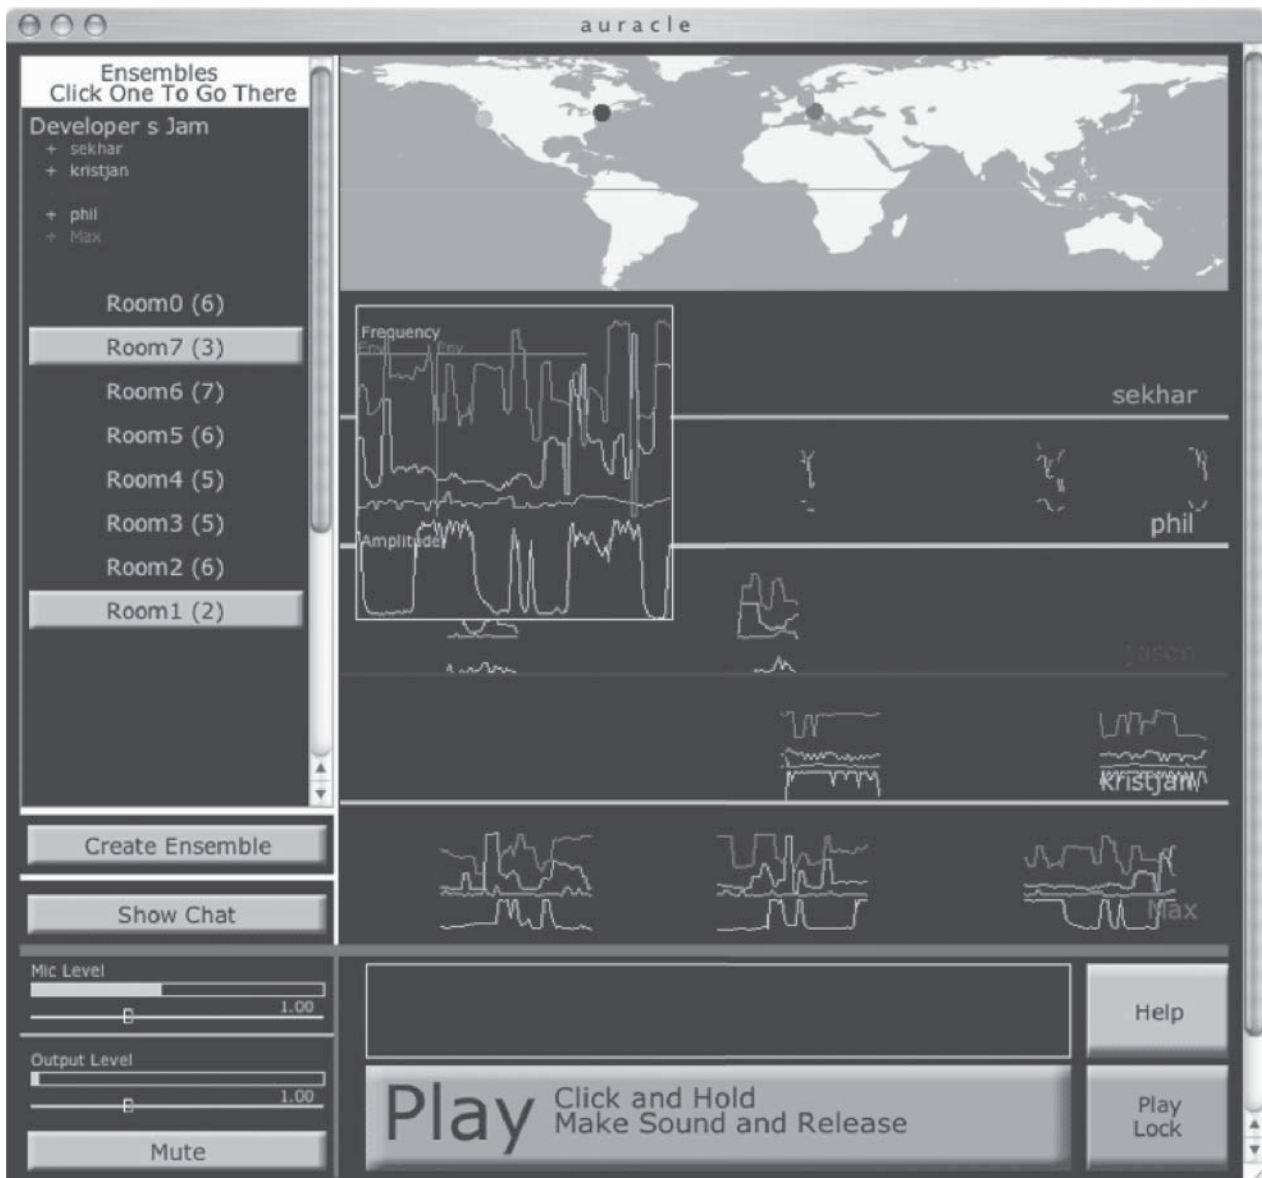 auracle
Ensembles
Click One To Go There
Developer s Jam
+ sekhar
+ kristjan
+ phil
+ Max
Room0 (6)
Room7 (3)
Room6 (7)
Room5 (6)
Room4 (5)
Room3 (5)
Room2 (6)
Room1 (2)
Create Ensemble
Show Chat
Mic Level
1.00
Output Level
1.00
Mute
Frequency
Env Env
Amplitude
sekhar
phil
jason
kristjan
Max
Play
Click and Hold
Make Sound and Release
Help
Play
Lock